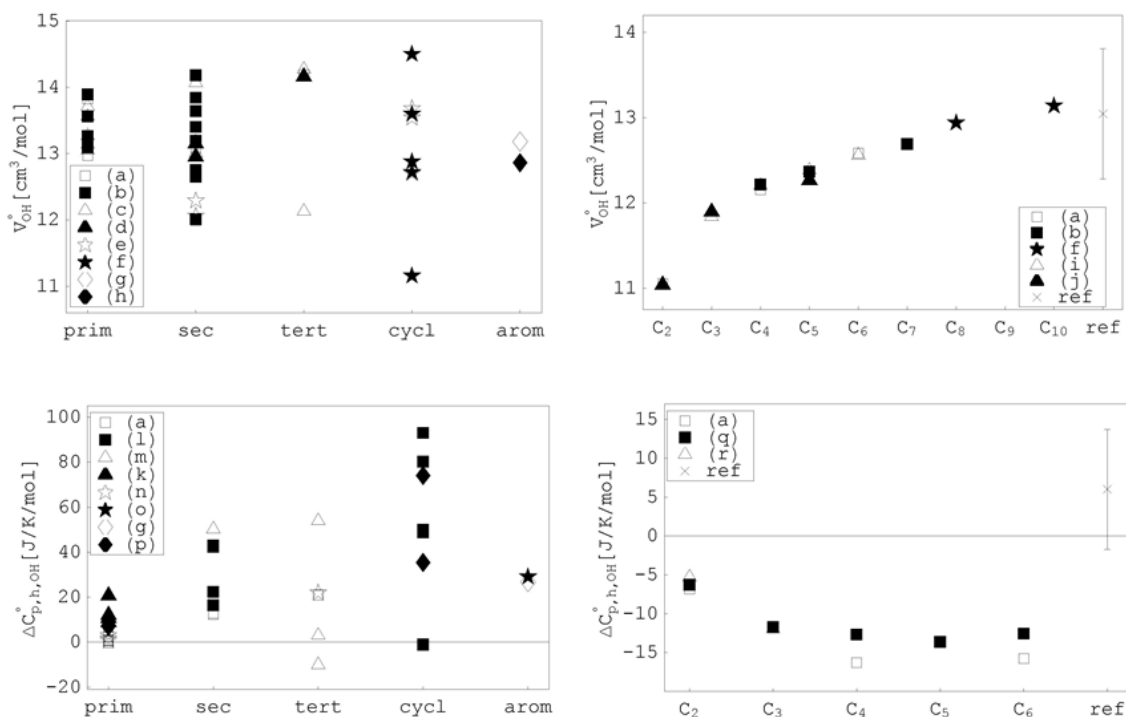 15
14
13
12
11
V°OH [cm³/mol]
(a)
(b)
(c)
(d)
(e)
(f)
(g)
(h)
prim sec tert cycl arom
14
13
12
11
V°OH [cm³/mol]
(a)
(b)
(f)
(i)
(j)
ref
C₂ C₃ C₄ C₅ C₆ C₇ C₈ C₉ C₁₀ ref
100
80
60
40
20
0
-20
ΔC°p,h,OH [J/K/mol]
(a)
(l)
(m)
(k)
(n)
(o)
(g)
(p)
prim sec tert cycl arom
15
10
5
0
-5
-10
-15
ΔC°p,h,OH [J/K/mol]
(a)
(q)
(r)
ref
C₂ C₃ C₄ C₅ C₆ ref